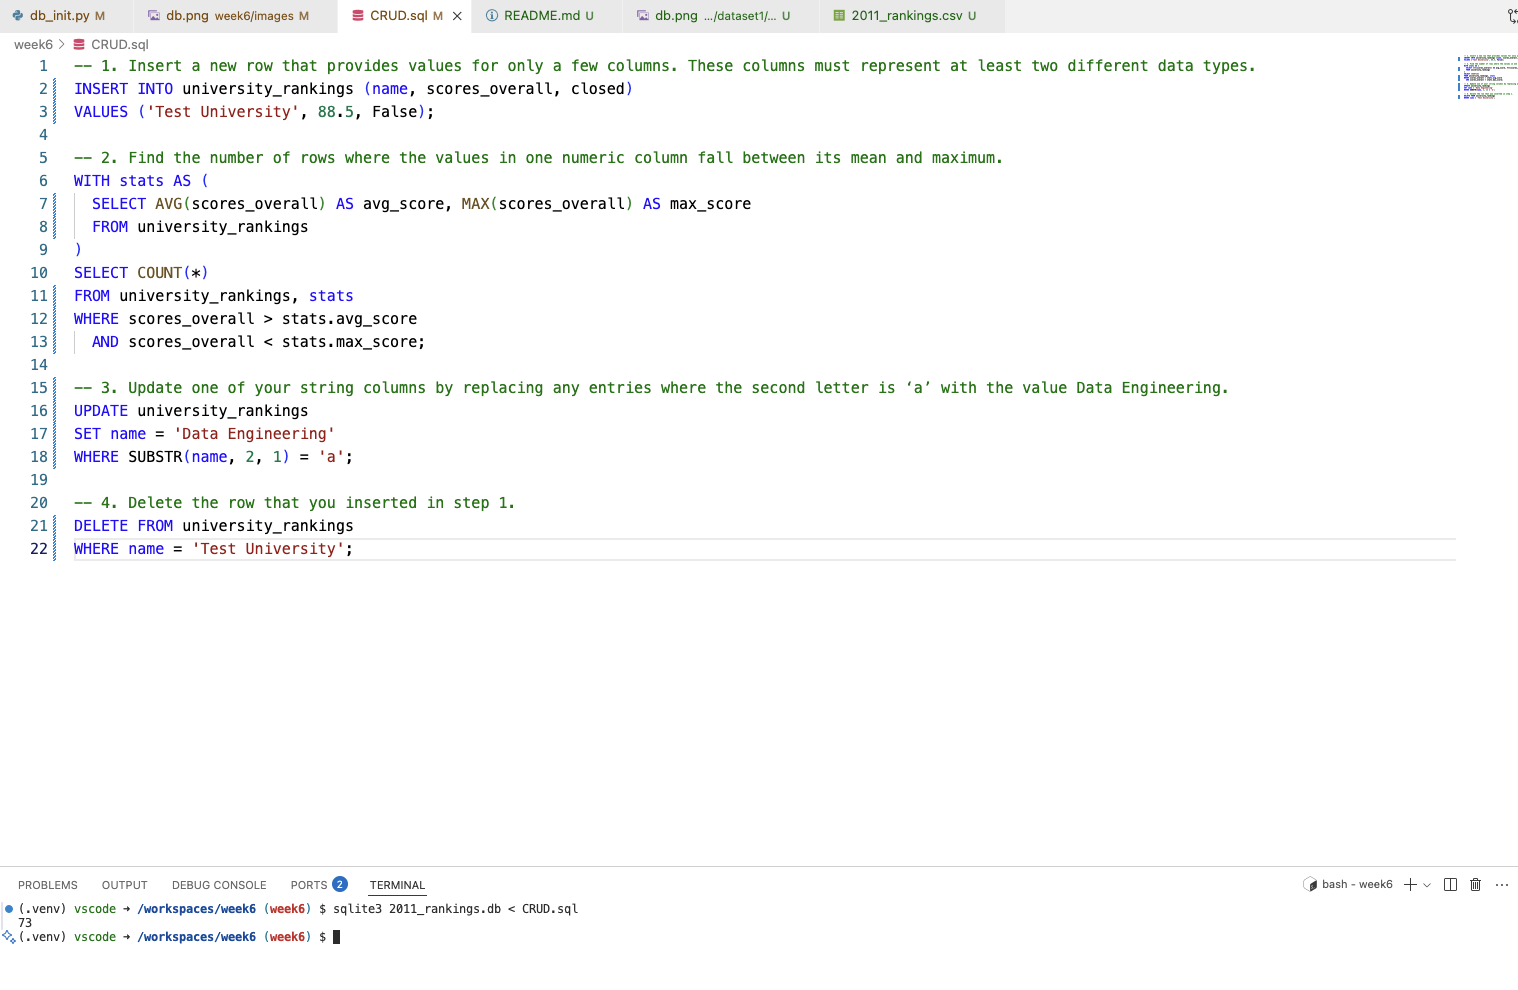 db_init.py M
db.png week6/images M
CRUD.sql M
README.md U
db.png .../dataset1/... U
2011_rankings.csv U
week6 > CRUD.sql
1 -- 1. Insert a new row that provides values for only a few columns. These columns must represent at least two different data types.
2 INSERT INTO university_rankings (name, scores_overall, closed)
3 VALUES ('Test University', 88.5, False);
4
5 -- 2. Find the number of rows where the values in one numeric column fall between its mean and maximum.
6 WITH stats AS (
7 SELECT AVG(scores_overall) AS avg_score, MAX(scores_overall) AS max_score
8 FROM university_rankings
9 )
10 SELECT COUNT(*)
11 FROM university_rankings, stats
12 WHERE scores_overall > stats.avg_score
13 AND scores_overall < stats.max_score;
14
15 -- 3. Update one of your string columns by replacing any entries where the second letter is ‘a’ with the value Data Engineering.
16 UPDATE university_rankings
17 SET name = 'Data Engineering'
18 WHERE SUBSTR(name, 2, 1) = 'a';
19
20 -- 4. Delete the row that you inserted in step 1.
21 DELETE FROM university_rankings
22 WHERE name = 'Test University';
PROBLEMS OUTPUT DEBUG CONSOLE PORTS 2 TERMINAL
bash - week6
(.venv) vscode → /workspaces/week6 (week6) $ sqlite3 2011_rankings.db < CRUD.sql
73
(.venv) vscode → /workspaces/week6 (week6) $